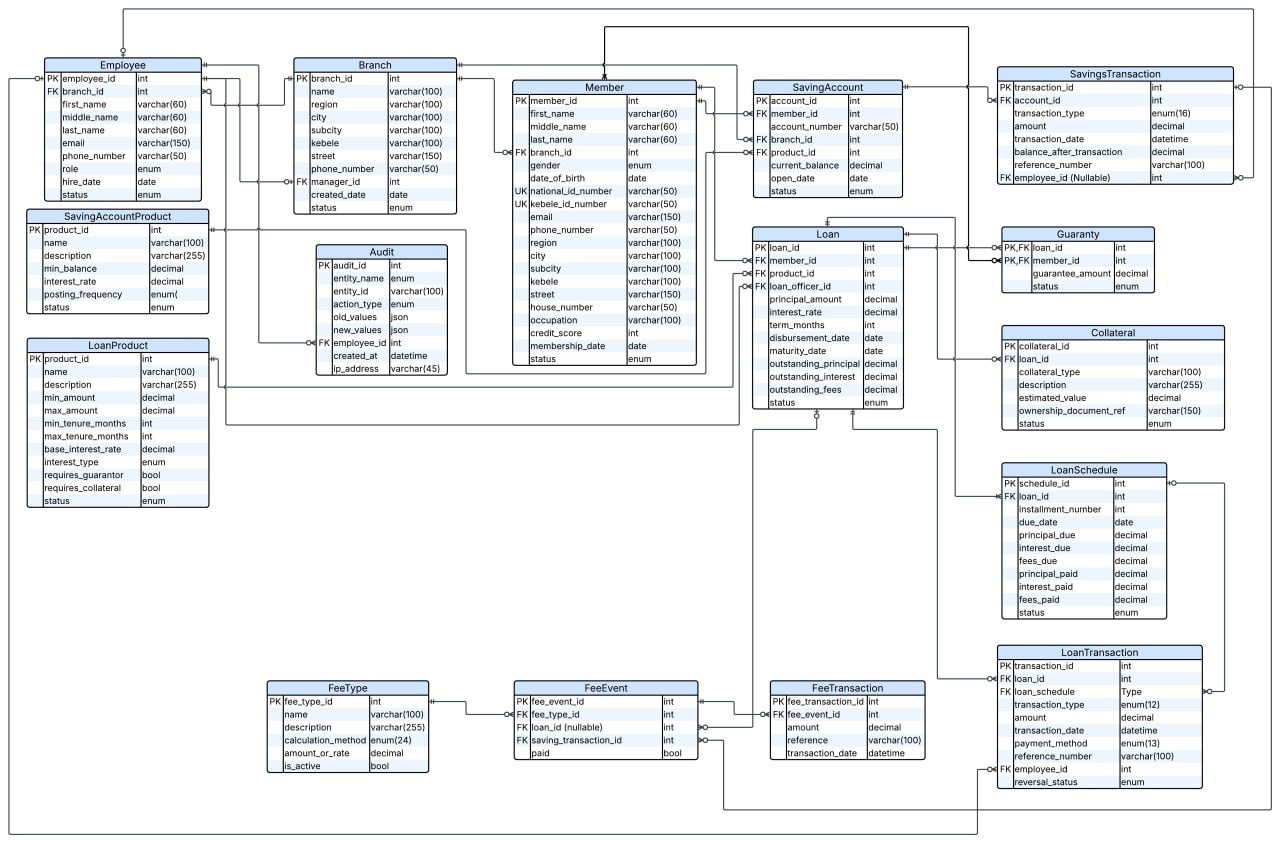 Employee
PK employee_id int
FK branch_id int
first_name varchar(60)
middle_name varchar(60)
last_name varchar(60)
email varchar(150)
phone_number varchar(50)
role enum
hire_date date
status enum
Branch
PK branch_id int
name varchar(100)
region varchar(100)
city varchar(100)
subcity varchar(100)
kebele varchar(100)
street varchar(150)
phone_number varchar(50)
FK manager_id int
created_date date
status enum
Member
PK member_id int
first_name varchar(60)
middle_name varchar(60)
last_name varchar(60)
FK branch_id int
gender enum
date_of_birth date
UK national_id_number varchar(50)
UK kebele_id_number varchar(50)
email varchar(150)
phone_number varchar(50)
region varchar(100)
city varchar(100)
subcity varchar(100)
kebele varchar(100)
street varchar(150)
house_number varchar(50)
occupation varchar(100)
credit_score int
membership_date date
status enum
SavingAccount
PK account_id int
FK member_id int
account_number varchar(50)
FK branch_id int
FK product_id int
current_balance decimal
open_date date
status enum
SavingsTransaction
PK transaction_id int
FK account_id int
transaction_type enum(16)
amount decimal
transaction_date datetime
balance_after_transaction decimal
reference_number varchar(100)
FK employee_id (Nullable) int
SavingAccountProduct
PK product_id int
name varchar(100)
description varchar(255)
min_balance decimal
interest_rate decimal
posting_frequency enum(
status enum
Audit
PK audit_id int
entity_name enum
entity_id varchar(100)
action_type enum
old_values json
new_values json
FK employee_id int
created_at datetime
ip_address varchar(45)
Loan
PK loan_id int
FK member_id int
FK product_id int
FK loan_officer_id int
principal_amount decimal
interest_rate decimal
term_months int
disbursement_date date
maturity_date date
outstanding_principal decimal
outstanding_interest decimal
outstanding_fees decimal
status enum
Guaranty
PK,FK loan_id int
PK,FK member_id int
guarantee_amount decimal
status enum
Collateral
PK collateral_id int
FK loan_id int
collateral_type varchar(100)
description varchar(255)
estimated_value decimal
ownership_document_ref varchar(150)
status enum
LoanProduct
PK product_id int
name varchar(100)
description varchar(255)
min_amount decimal
max_amount decimal
min_tenure_months int
max_tenure_months int
base_interest_rate decimal
interest_type enum
requires_guarantor bool
requires_collateral bool
status enum
LoanSchedule
PK schedule_id int
FK loan_id int
installment_number int
due_date date
principal_due decimal
interest_due decimal
fees_due decimal
principal_paid decimal
interest_paid decimal
fees_paid decimal
status enum
LoanTransaction
PK transaction_id int
FK loan_id int
FK loan_schedule Type
transaction_type enum(12)
amount decimal
transaction_date datetime
payment_method enum(13)
reference_number varchar(100)
FK employee_id int
reversal_status enum
FeeType
PK fee_type_id int
name varchar(100)
description varchar(255)
calculation_method enum(24)
amount_or_rate decimal
is_active bool
FeeEvent
PK fee_event_id int
FK fee_type_id int
FK loan_id (nullable) int
FK saving_transaction_id int
paid bool
FeeTransaction
PK fee_transaction_id int
FK fee_event_id int
amount decimal
reference varchar(100)
transaction_date datetime